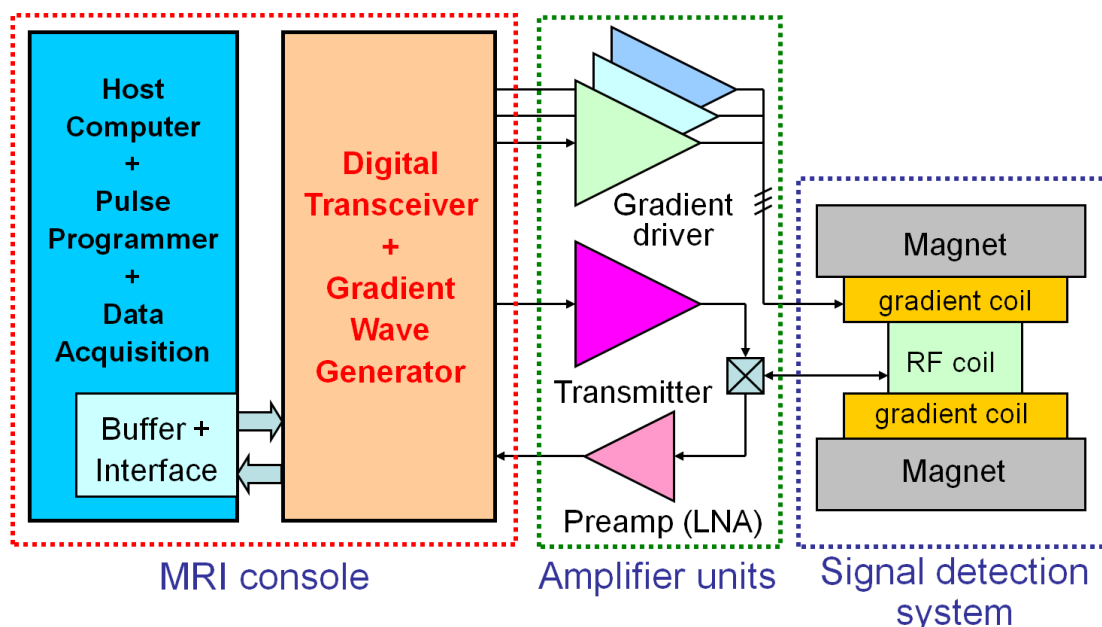 Host
Computer
+
Pulse
Programmer
+
Data
Acquisition
Buffer +
Interface
Digital
Transceiver
+
Gradient
Wave
Generator
Gradient
driver
Transmitter
Preamp (LNA)
Magnet
gradient coil
RF coil
gradient coil
Magnet
MRI console
Amplifier units
Signal detection
system